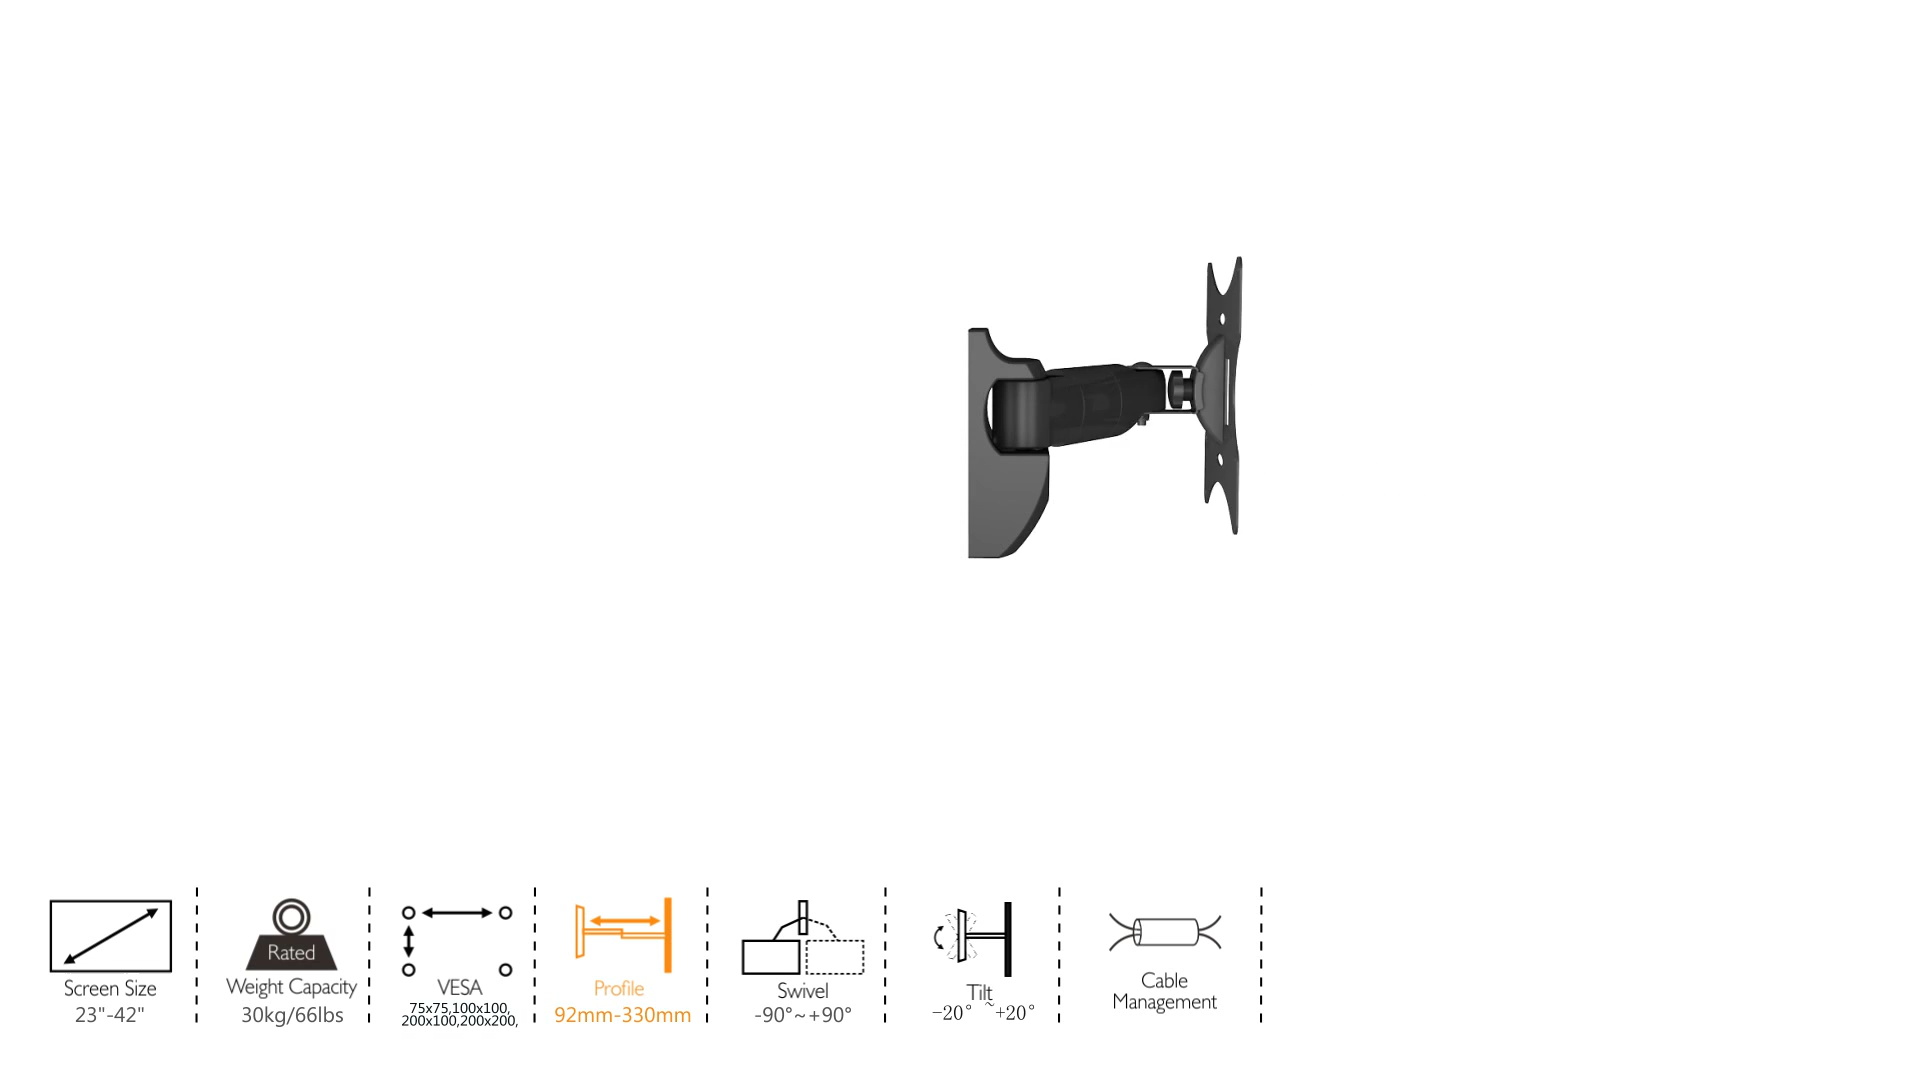 Screen Size
23"-42"
Rated
Weight Capacity
30kg/66lbs
VESA
75x75,100x100,
200x100,200x200,
Profile
92mm-330mm
Swivel
-90°~+90°
Tilt
-20° ~+20°
Cable
Management